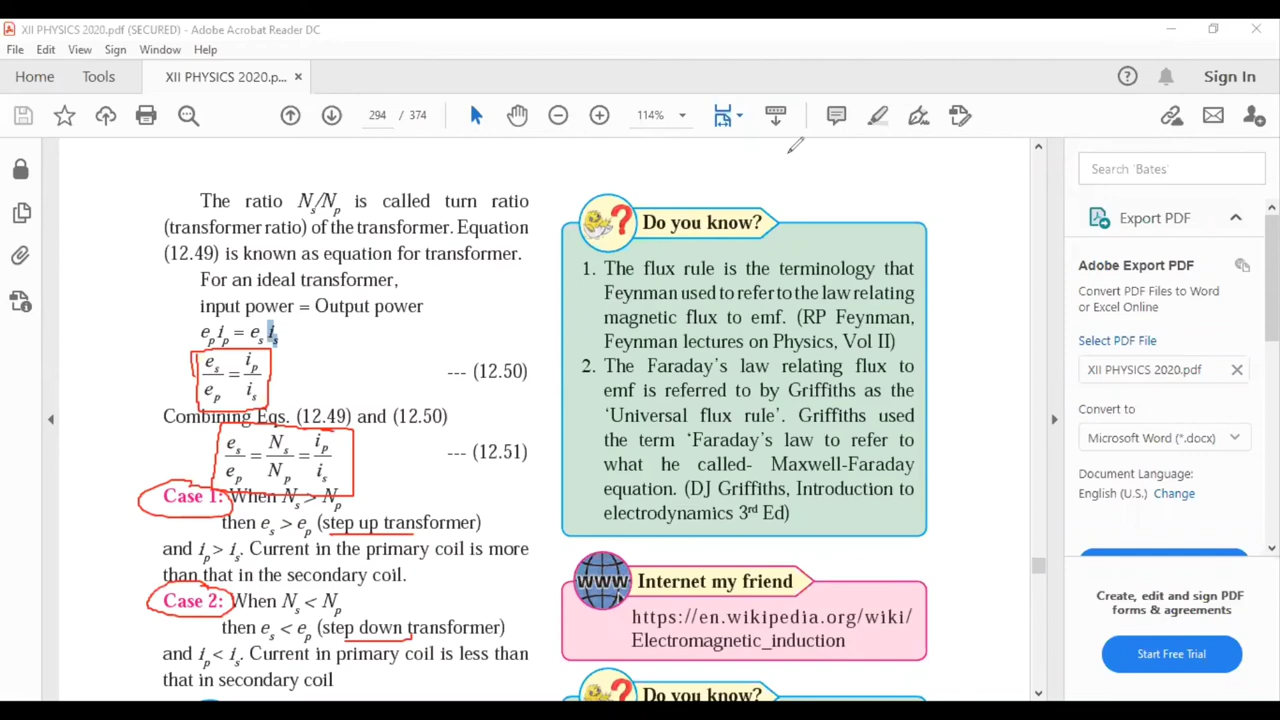 XII PHYSICS 2020.pdf (SECURED) - Adobe Acrobat Reader DC
File Edit View Sign Window Help
Home Tools XII PHYSICS 2020.p... × Sign In
294 / 374 114%
The ratio Ns/Np is called turn ratio
(transformer ratio) of the transformer. Equation
(12.49) is known as equation for transformer.
For an ideal transformer,
input power = Output power
ep ip = es is
es/ep = ip/is --- (12.50)
Combining Eqs. (12.49) and (12.50)
es/ep = Ns/Np = ip/is --- (12.51)
Case 1: When Ns > Np
then es > ep (step up transformer)
and ip > is. Current in the primary coil is more
than that in the secondary coil.
Case 2: When Ns < Np
then es < ep (step down transformer)
and ip < is. Current in primary coil is less than
that in secondary coil
Do you know?
1. The flux rule is the terminology that
Feynman used to refer to the law relating
magnetic flux to emf. (RP Feynman,
Feynman lectures on Physics, Vol II)
2. The Faraday's law relating flux to
emf is referred to by Griffiths as the
'Universal flux rule'. Griffiths used
the term 'Faraday's law to refer to
what he called- Maxwell-Faraday
equation. (DJ Griffiths, Introduction to
electrodynamics 3rd Ed)
www Internet my friend
https://en.wikipedia.org/wiki/
Electromagnetic_induction
Do you know?
Search 'Bates'
Export PDF
Adobe Export PDF
Convert PDF Files to Word
or Excel Online
Select PDF File
XII PHYSICS 2020.pdf
Convert to
Microsoft Word (*.docx)
Document Language:
English (U.S.) Change
Create, edit and sign PDF
forms & agreements
Start Free Trial